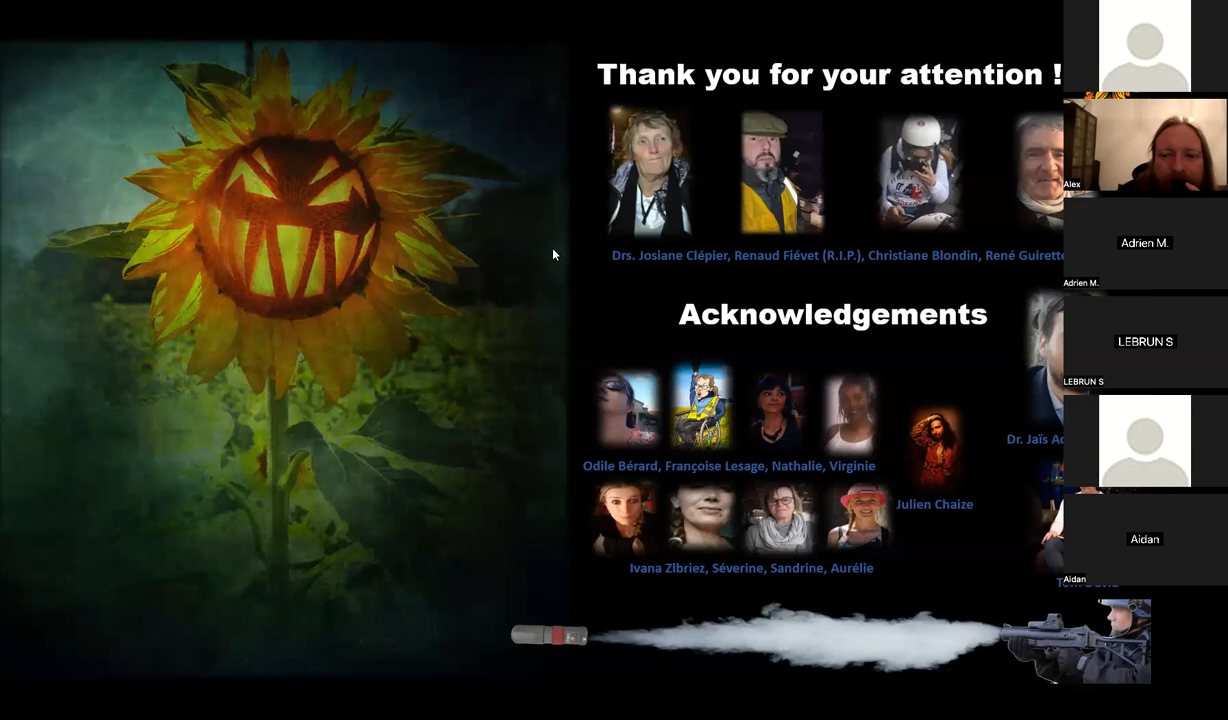 Thank you for your attention !
Drs. Josiane Clépier, Renaud Fiévet (R.I.P.), Christiane Blondin, René Guirette
Acknowledgements
Dr. Jaïs
Odile Bérard, Françoise Lesage, Nathalie, Virginie
Julien Chaize
Ivana Zlbriez, Séverine, Sandrine, Aurélie
Alex
Adrien M.
Adrien M.
LEBRUN S
LEBRUN S
Aidan
Aidan